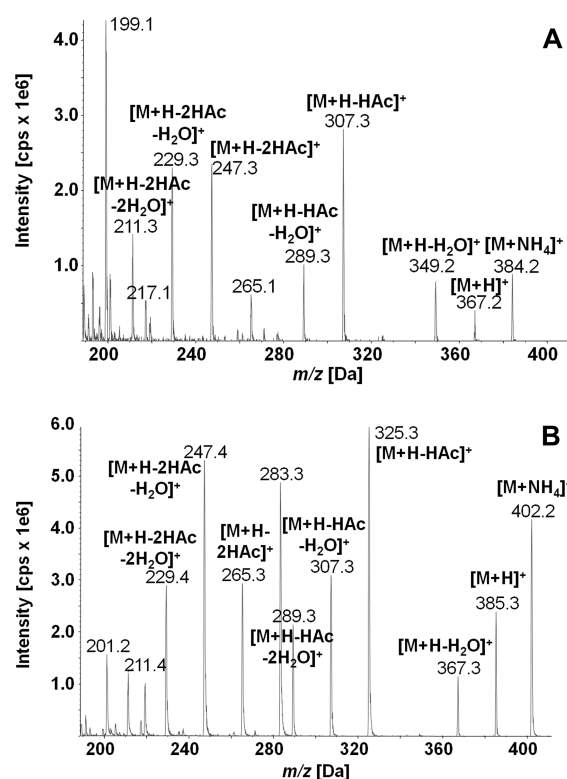 A
4.0
3.0
2.0
1.0
Intensity [cps x 1e6]
199.1
[M+H-2HAc
-H₂O]⁺
229.3
[M+H-2HAc
-2H₂O]⁺
211.3
217.1
[M+H-2HAc]⁺
247.3
265.1
[M+H-HAc
-H₂O]⁺
289.3
[M+H-HAc]⁺
307.3
[M+H-H₂O]⁺
349.2
[M+H]⁺
367.2
[M+NH₄]⁺
384.2
200 240 280 320 360 400
m/z [Da]
B
6.0
5.0
4.0
3.0
2.0
1.0
Intensity [cps x 1e6]
201.2
211.4
[M+H-2HAc
-2H₂O]⁺
229.4
247.4
[M+H-2HAc
-H₂O]⁺
[M+H-
2HAc]⁺
265.3
283.3
289.3
[M+H-HAc
-2H₂O]⁺
[M+H-HAc
-H₂O]⁺
307.3
325.3
[M+H-HAc]⁺
[M+H-H₂O]⁺
367.3
[M+H]⁺
385.3
[M+NH₄]⁺
402.2
200 240 280 320 360 400
m/z [Da]